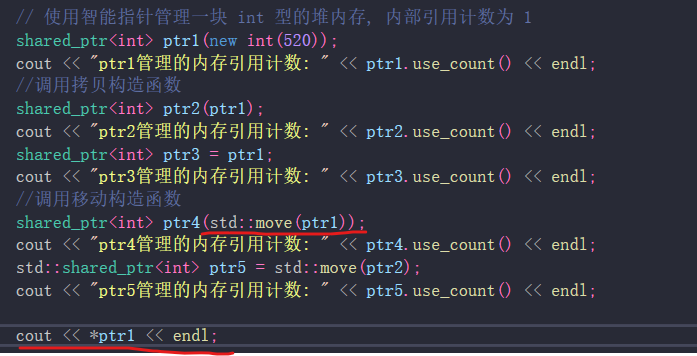 // 使用智能指针管理一块 int 型的堆内存, 内部引用计数为 1
shared_ptr<int> ptr1(new int(520));
cout << "ptr1管理的内存引用计数: " << ptr1.use_count() << endl;
//调用拷贝构造函数
shared_ptr<int> ptr2(ptr1);
cout << "ptr2管理的内存引用计数: " << ptr2.use_count() << endl;
shared_ptr<int> ptr3 = ptr1;
cout << "ptr3管理的内存引用计数: " << ptr3.use_count() << endl;
//调用移动构造函数
shared_ptr<int> ptr4(std::move(ptr1));
cout << "ptr4管理的内存引用计数: " << ptr4.use_count() << endl;
std::shared_ptr<int> ptr5 = std::move(ptr2);
cout << "ptr5管理的内存引用计数: " << ptr5.use_count() << endl;
cout << *ptr1 << endl;